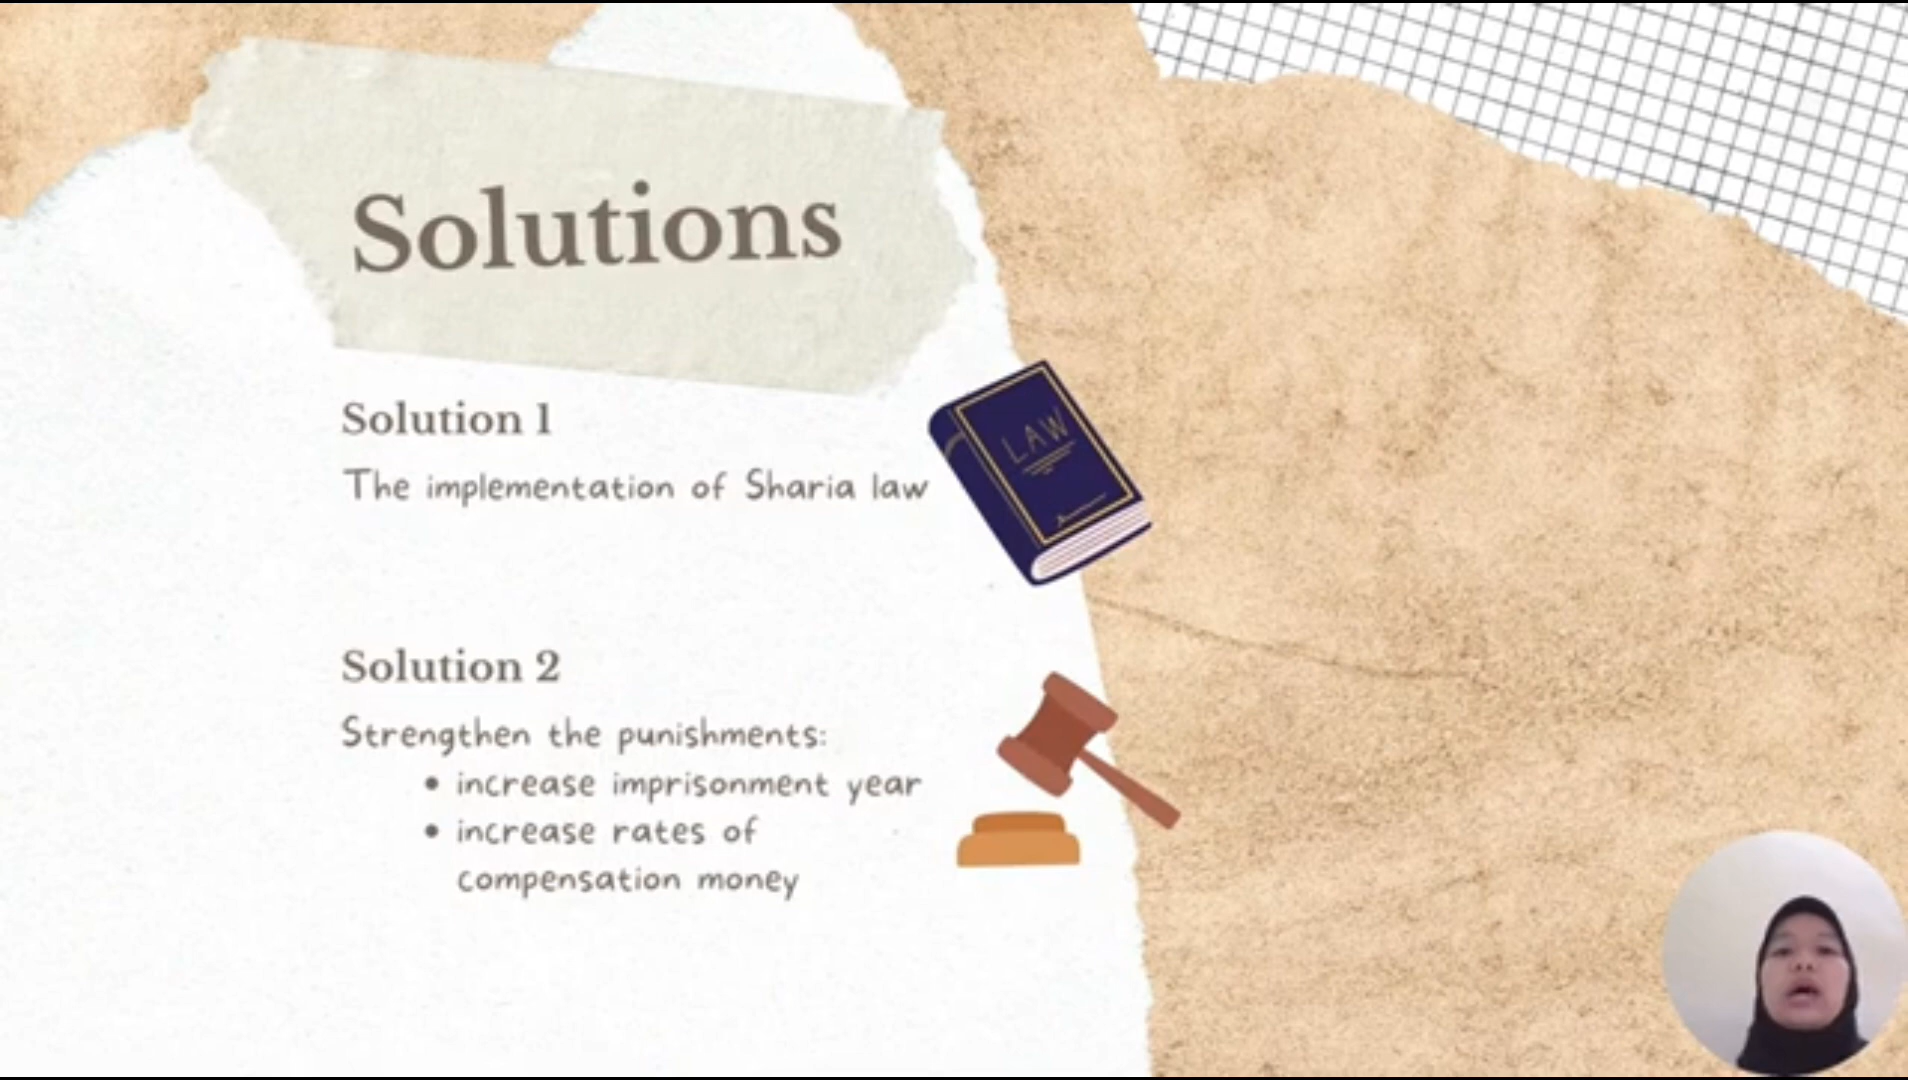 Solutions
Solution 1
The implementation of Sharia law
LAW
Solution 2
Strengthen the punishments:
• increase imprisonment year
• increase rates of
compensation money